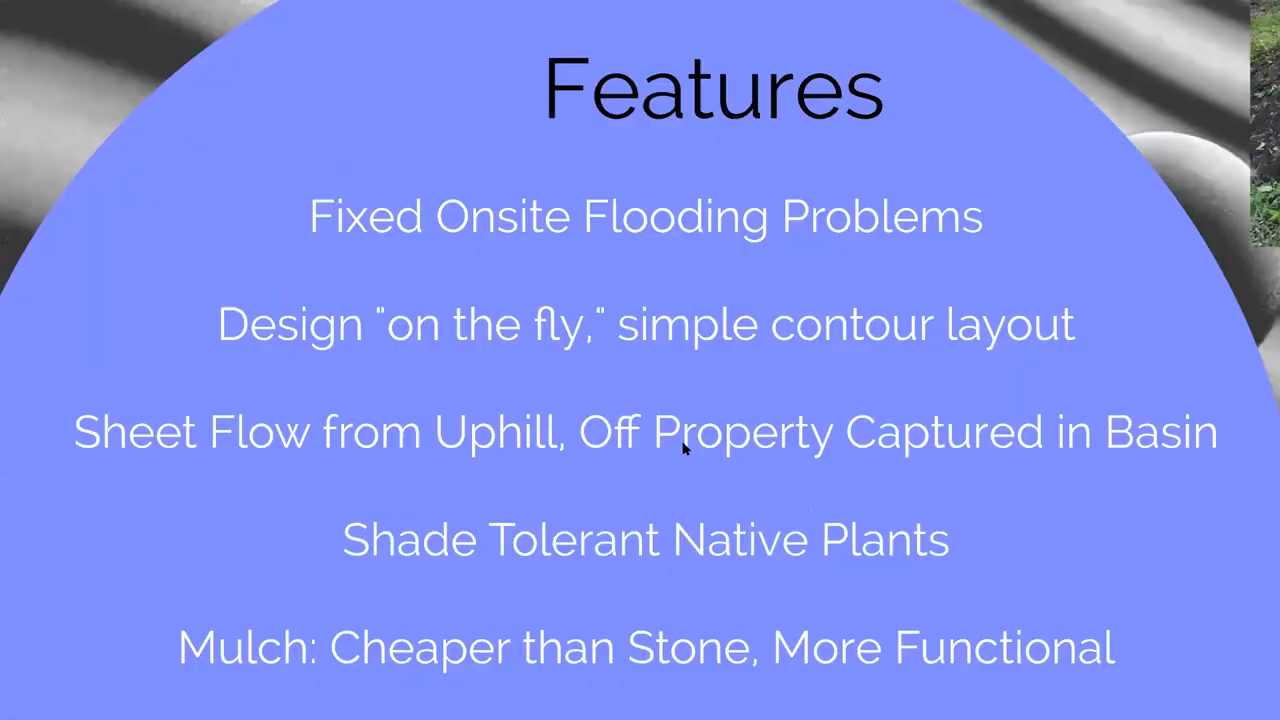 Features
Fixed Onsite Flooding Problems
Design "on the fly," simple contour layout
Sheet Flow from Uphill, Off Property Captured in Basin
Shade Tolerant Native Plants
Mulch: Cheaper than Stone, More Functional